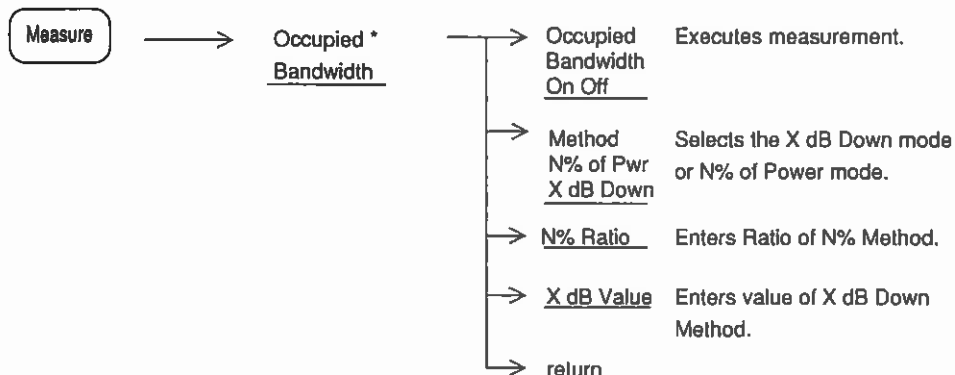 Measure
Occupied *
Bandwidth
Occupied
Bandwidth
On Off
Executes measurement.
Method
N% of Pwr
X dB Down
Selects the X dB Down mode
or N% of Power mode.
N% Ratio
Enters Ratio of N% Method.
X dB Value
Enters value of X dB Down
Method.
return